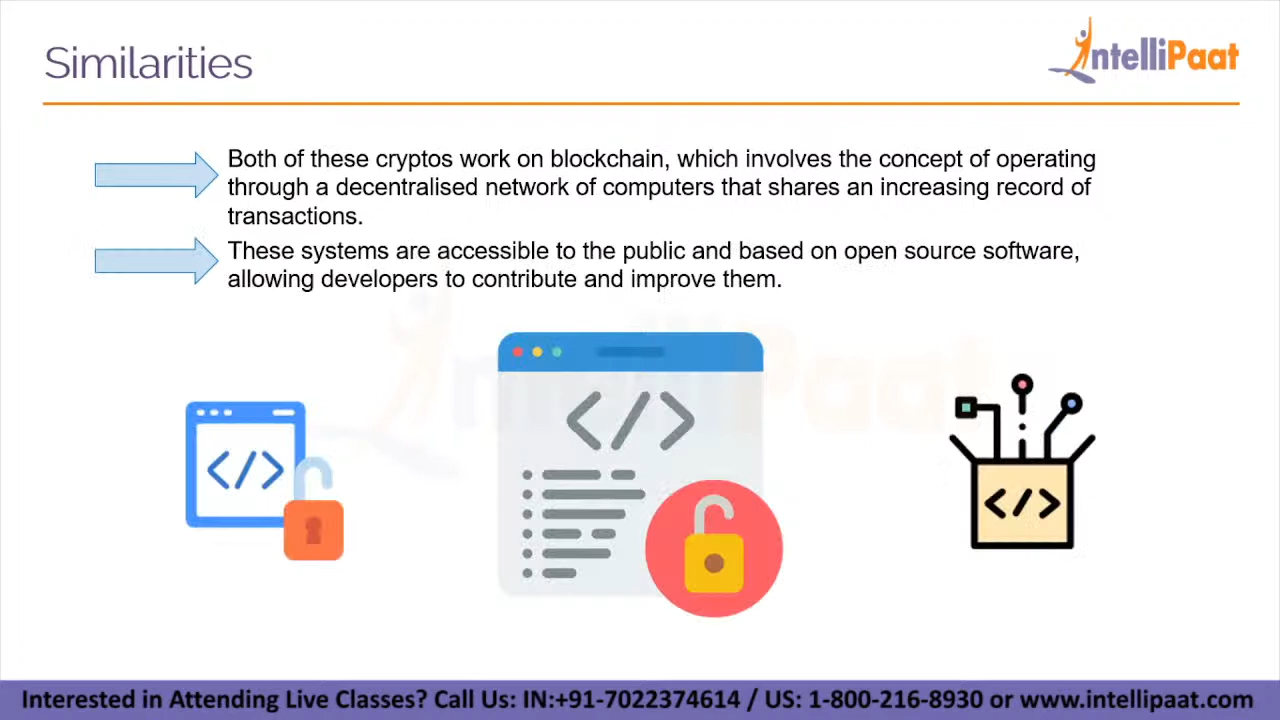 Similarities
IntelliPaat
Both of these cryptos work on blockchain, which involves the concept of operating
through a decentralised network of computers that shares an increasing record of
transactions.
These systems are accessible to the public and based on open source software,
allowing developers to contribute and improve them.
IntelliPaat
</>
</>
</>
Interested in Attending Live Classes? Call Us: IN:+91-7022374614 / US: 1-800-216-8930 or www.intellipaat.com